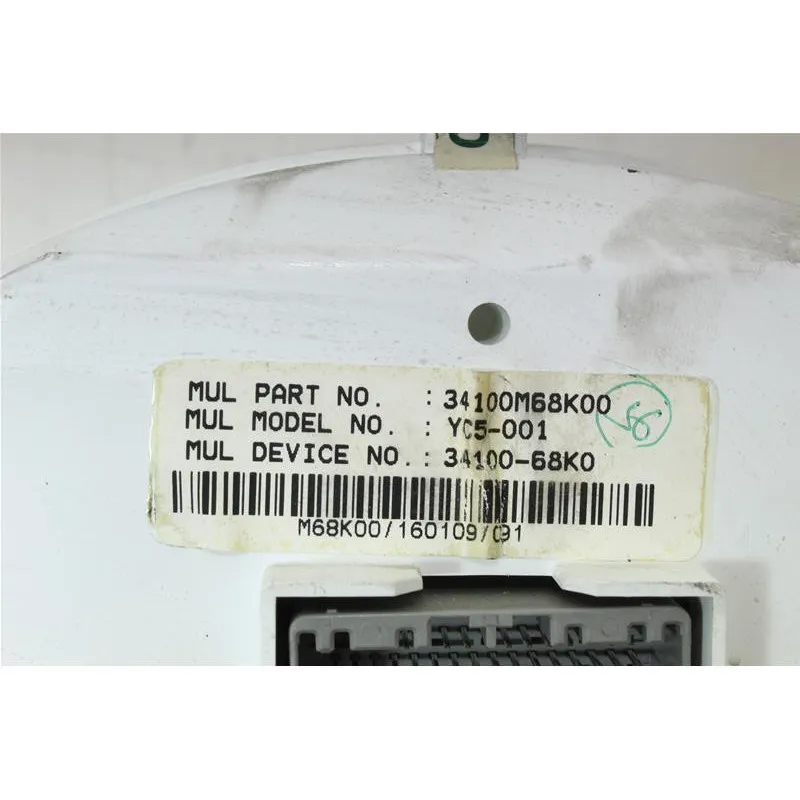 MUL PART NO. : 34100M68K00
MUL MODEL NO. : YC5-001
MUL DEVICE NO. : 34100-68K0
M68K00/160109/091